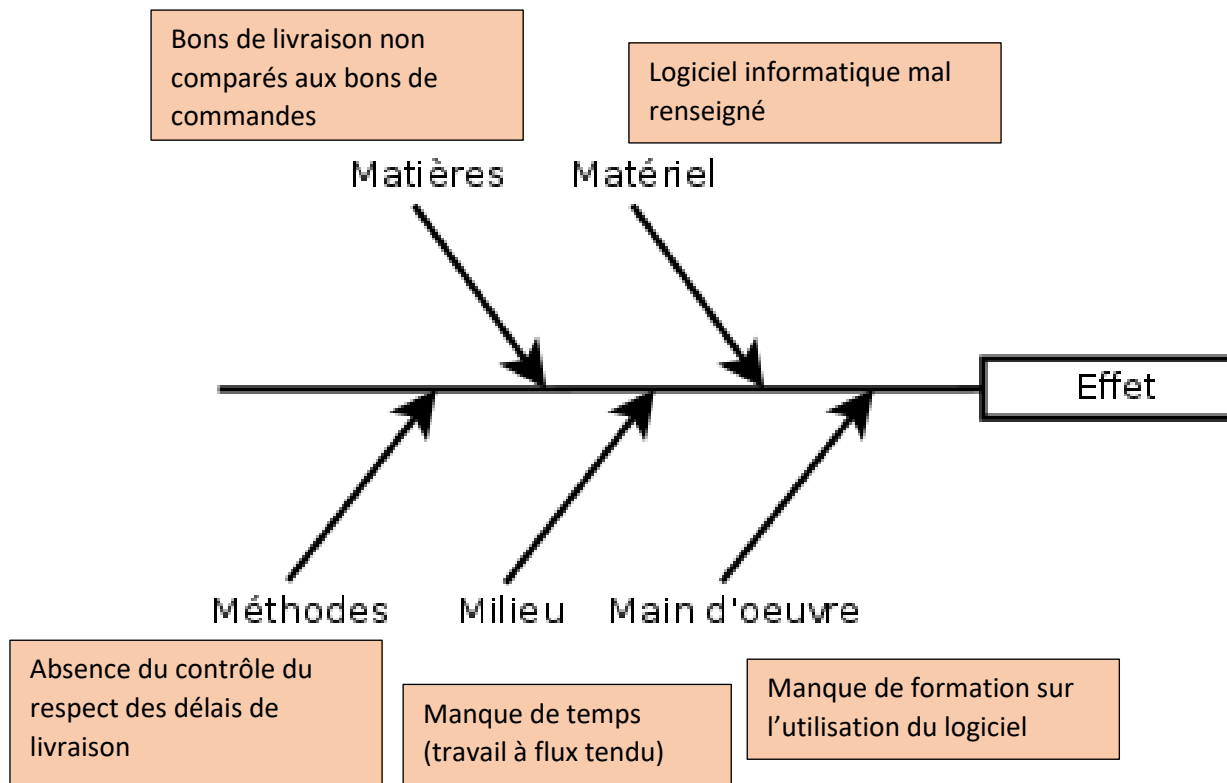 Bons de livraison non
comparés aux bons de
commandes
Logiciel informatique mal
renseigné
Matières
Matériel
Effet
Méthodes
Milieu
Main d'oeuvre
Absence du contrôle du
respect des délais de
livraison
Manque de temps
(travail à flux tendu)
Manque de formation sur
l’utilisation du logiciel